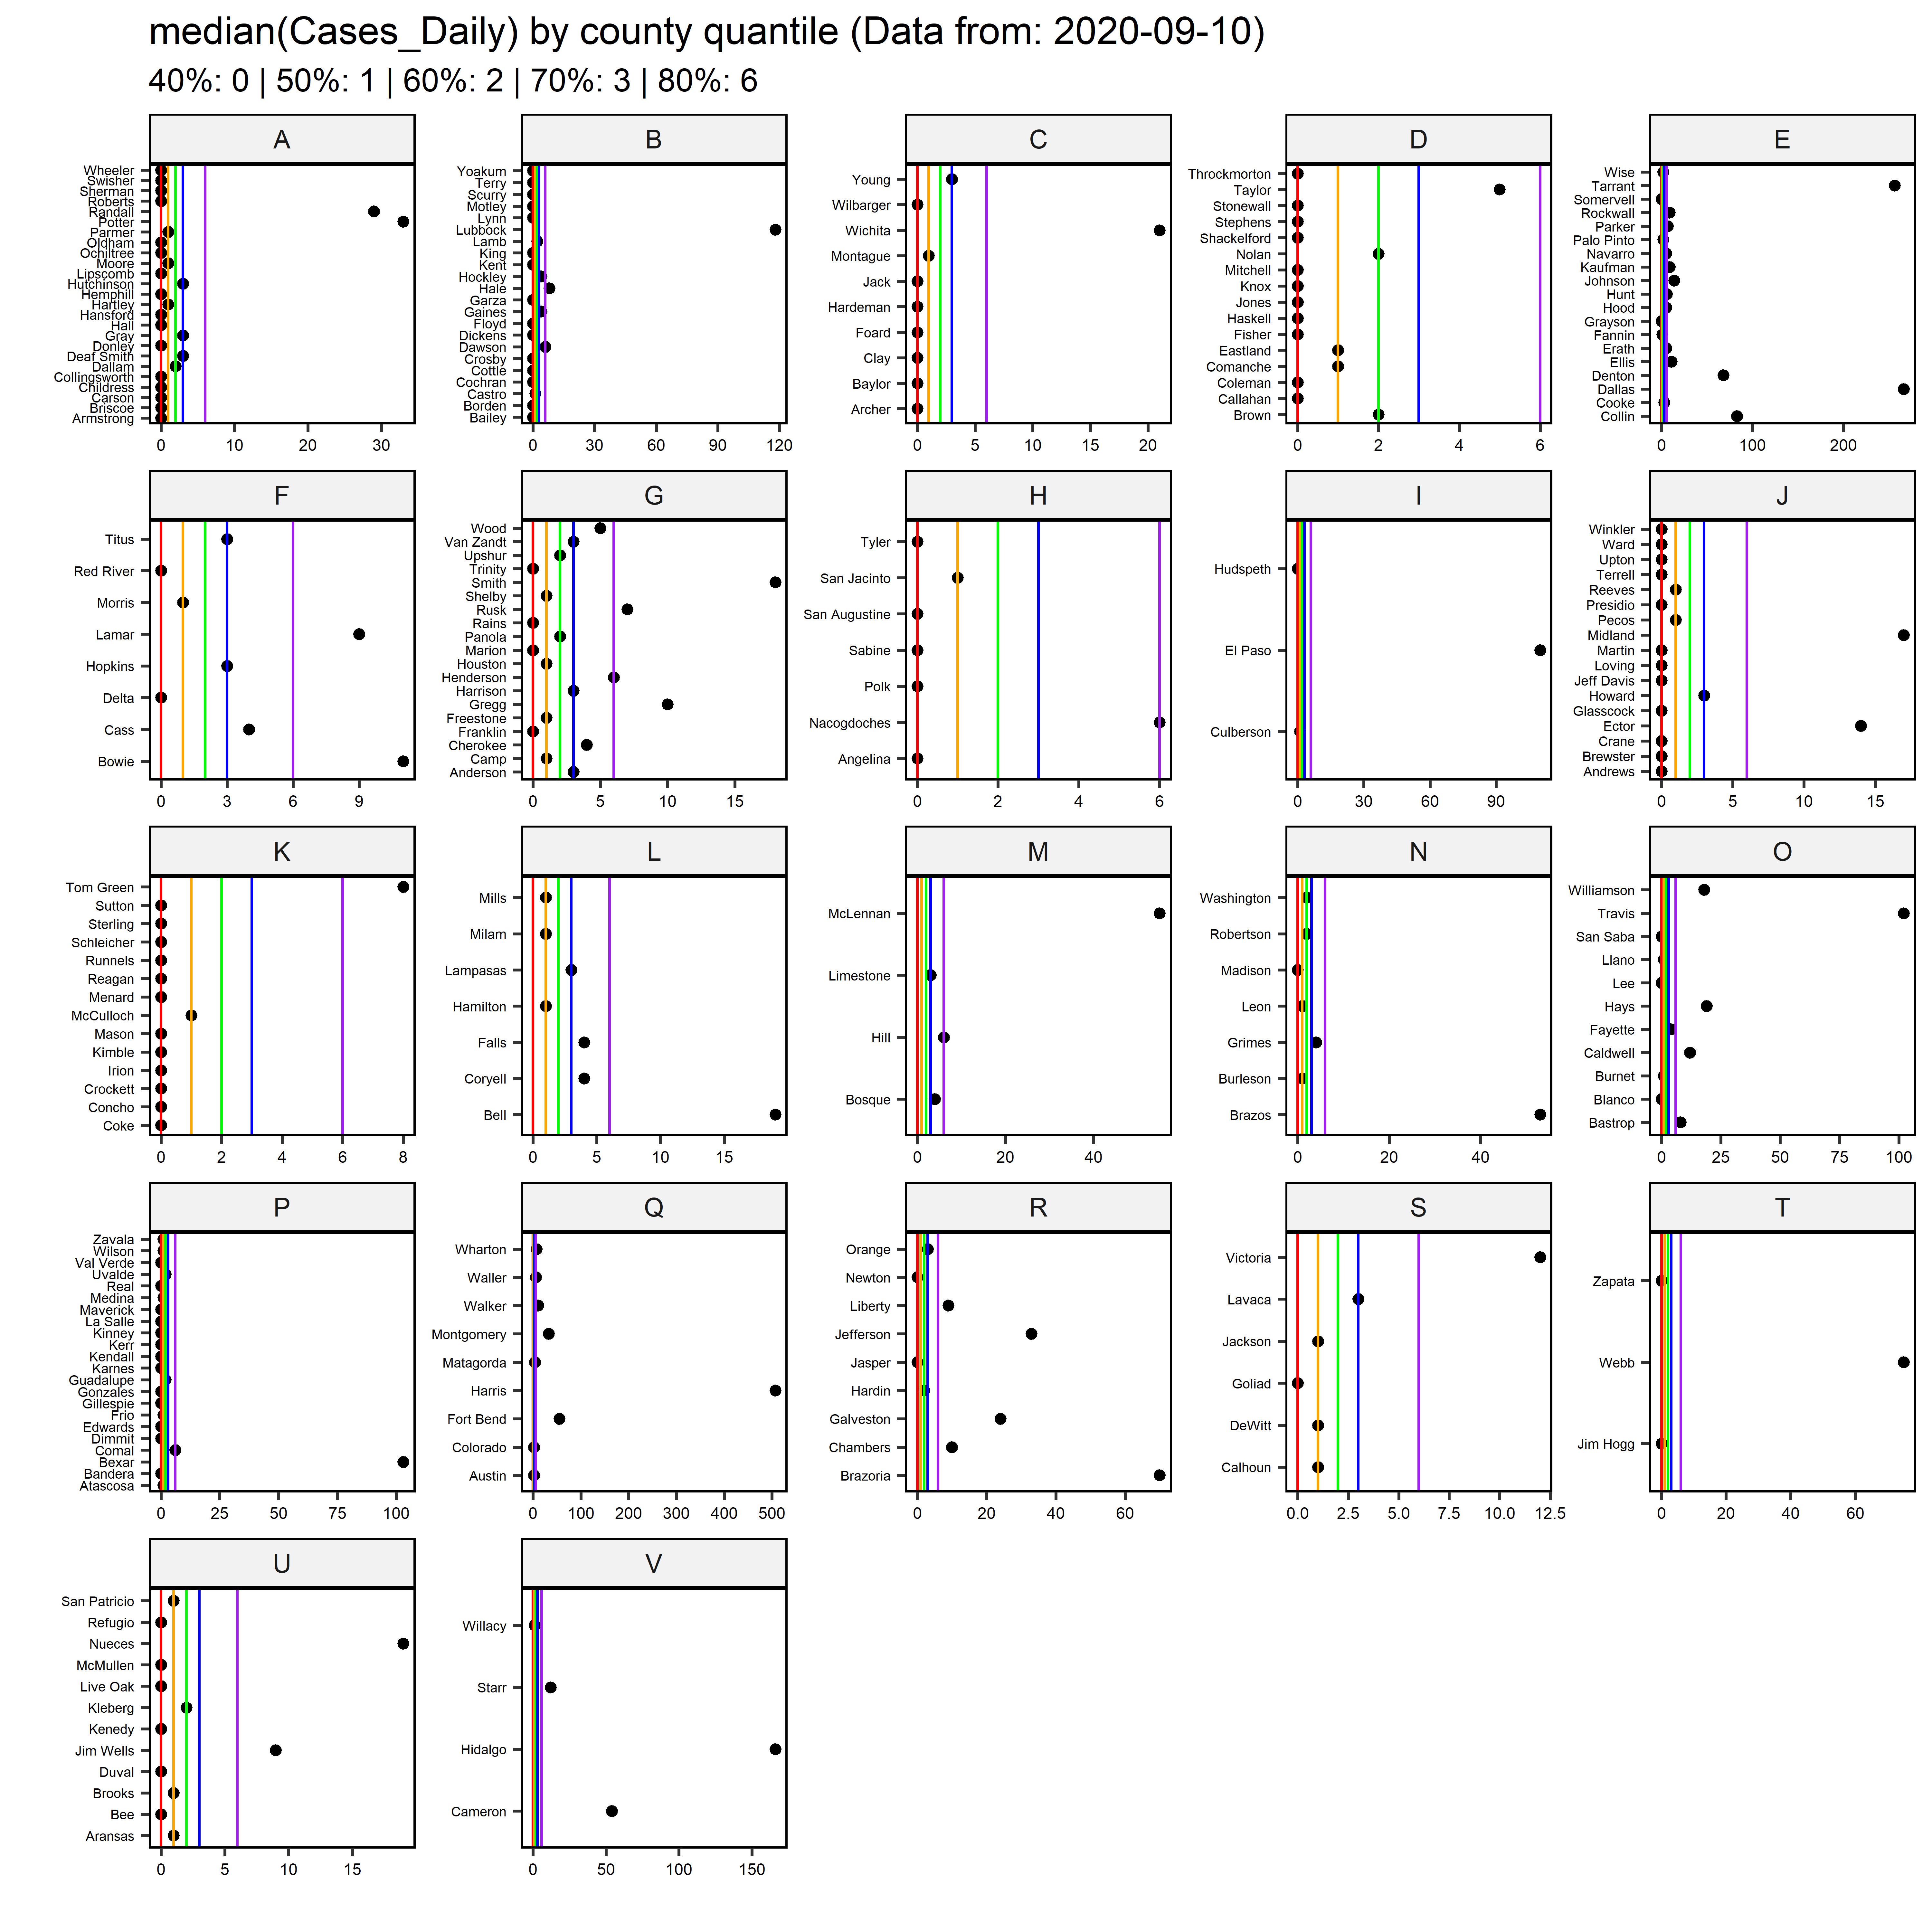 median(Cases_Daily) by county quantile (Data from: 2020-09-10)
40%: 0 | 50%: 1 | 60%: 2 | 70%: 3 | 80%: 6
A
Wheeler
Swisher
Sherman
Roberts
Randall
Potter
Parmer
Oldham
Ochiltree
Moore
Lipscomb
Hutchinson
Hemphill
Hartley
Hansford
Hall
Gray
Donley
Deaf Smith
Dallam
Collingsworth
Childress
Carson
Briscoe
Armstrong
0 10 20 30
B
Yoakum
Terry
Scurry
Motley
Lynn
Lubbock
Lamb
King
Kent
Hockley
Hale
Garza
Gaines
Floyd
Dickens
Dawson
Crosby
Cottle
Cochran
Castro
Borden
Bailey
0 30 60 90 120
C
Young
Wilbarger
Wichita
Montague
Jack
Hardeman
Foard
Clay
Baylor
Archer
0 5 10 15 20
D
Throckmorton
Taylor
Stonewall
Stephens
Shackelford
Nolan
Mitchell
Knox
Jones
Haskell
Fisher
Eastland
Comanche
Coleman
Callahan
Brown
0 2 4 6
E
Wise
Tarrant
Somervell
Rockwall
Parker
Palo Pinto
Navarro
Kaufman
Johnson
Hunt
Hood
Grayson
Fannin
Erath
Ellis
Denton
Dallas
Cooke
Collin
0 100 200
F
Titus
Red River
Morris
Lamar
Hopkins
Delta
Cass
Bowie
0 3 6 9
G
Wood
Van Zandt
Upshur
Trinity
Smith
Shelby
Rusk
Rains
Panola
Marion
Houston
Henderson
Harrison
Gregg
Freestone
Franklin
Cherokee
Camp
Anderson
0 5 10 15
H
Tyler
San Jacinto
San Augustine
Sabine
Polk
Nacogdoches
Angelina
0 2 4 6
I
Hudspeth
El Paso
Culberson
0 30 60 90
J
Winkler
Ward
Upton
Terrell
Reeves
Presidio
Pecos
Midland
Martin
Loving
Jeff Davis
Howard
Glasscock
Ector
Crane
Brewster
Andrews
0 5 10 15
K
Tom Green
Sutton
Sterling
Schleicher
Runnels
Reagan
Menard
McCulloch
Mason
Kimble
Irion
Crockett
Concho
Coke
0 2 4 6 8
L
Mills
Milam
Lampasas
Hamilton
Falls
Coryell
Bell
0 5 10 15
M
McLennan
Limestone
Hill
Bosque
0 20 40
N
Washington
Robertson
Madison
Leon
Grimes
Burleson
Brazos
0 20 40
O
Williamson
Travis
San Saba
Llano
Lee
Hays
Fayette
Caldwell
Burnet
Blanco
Bastrop
0 25 50 75 100
P
Zavala
Wilson
Val Verde
Uvalde
Real
Medina
Maverick
La Salle
Kinney
Kerr
Kendall
Karnes
Guadalupe
Gonzales
Gillespie
Frio
Edwards
Dimmit
Comal
Bexar
Bandera
Atascosa
0 25 50 75 100
Q
Wharton
Waller
Walker
Montgomery
Matagorda
Harris
Fort Bend
Colorado
Austin
0 100 200 300 400 500
R
Orange
Newton
Liberty
Jefferson
Jasper
Hardin
Galveston
Chambers
Brazoria
0 20 40 60
S
Victoria
Lavaca
Jackson
Goliad
DeWitt
Calhoun
0.0 2.5 5.0 7.5 10.0 12.5
T
Zapata
Webb
Jim Hogg
0 20 40 60
U
San Patricio
Refugio
Nueces
McMullen
Live Oak
Kleberg
Kenedy
Jim Wells
Duval
Brooks
Bee
Aransas
0 5 10 15
V
Willacy
Starr
Hidalgo
Cameron
0 50 100 150